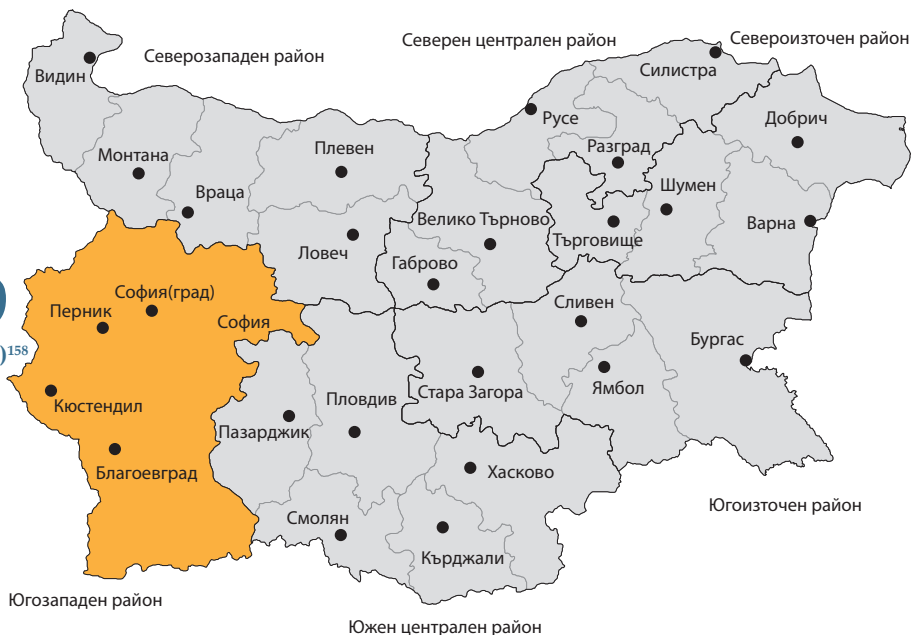 Северен централен район
Североизточен район
Северозападен район
Видин
Силистра
Русе
Добрич
Монтана
Плевен
Разград
Враца
Шумен
Велико Търново
Варна
Ловеч
Търговище
Габрово
София(град)
Перник
София
Сливен
)¹⁵⁸
Бургас
Кюстендил
Пловдив
Стара Загора
Ямбол
Пазарджик
Благоевград
Хасково
Югоизточен район
Смолян
Кърджали
Югозападен район
Южен централен район